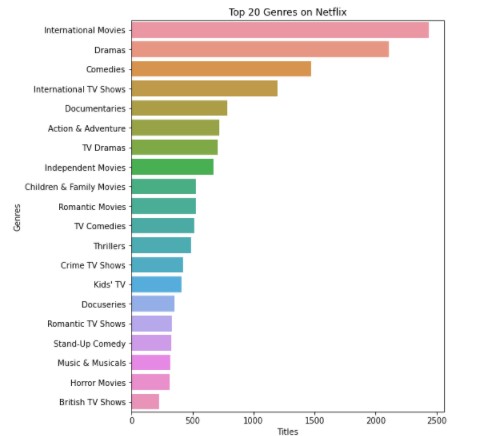 Top 20 Genres on Netflix
International Movies
Dramas
Comedies
International TV Shows
Documentaries
Action & Adventure
TV Dramas
Independent Movies
Children & Family Movies
Romantic Movies
TV Comedies
Thrillers
Crime TV Shows
Kids' TV
Docuseries
Romantic TV Shows
Stand-Up Comedy
Music & Musicals
Horror Movies
British TV Shows
Genres
0 500 1000 1500 2000 2500
Titles